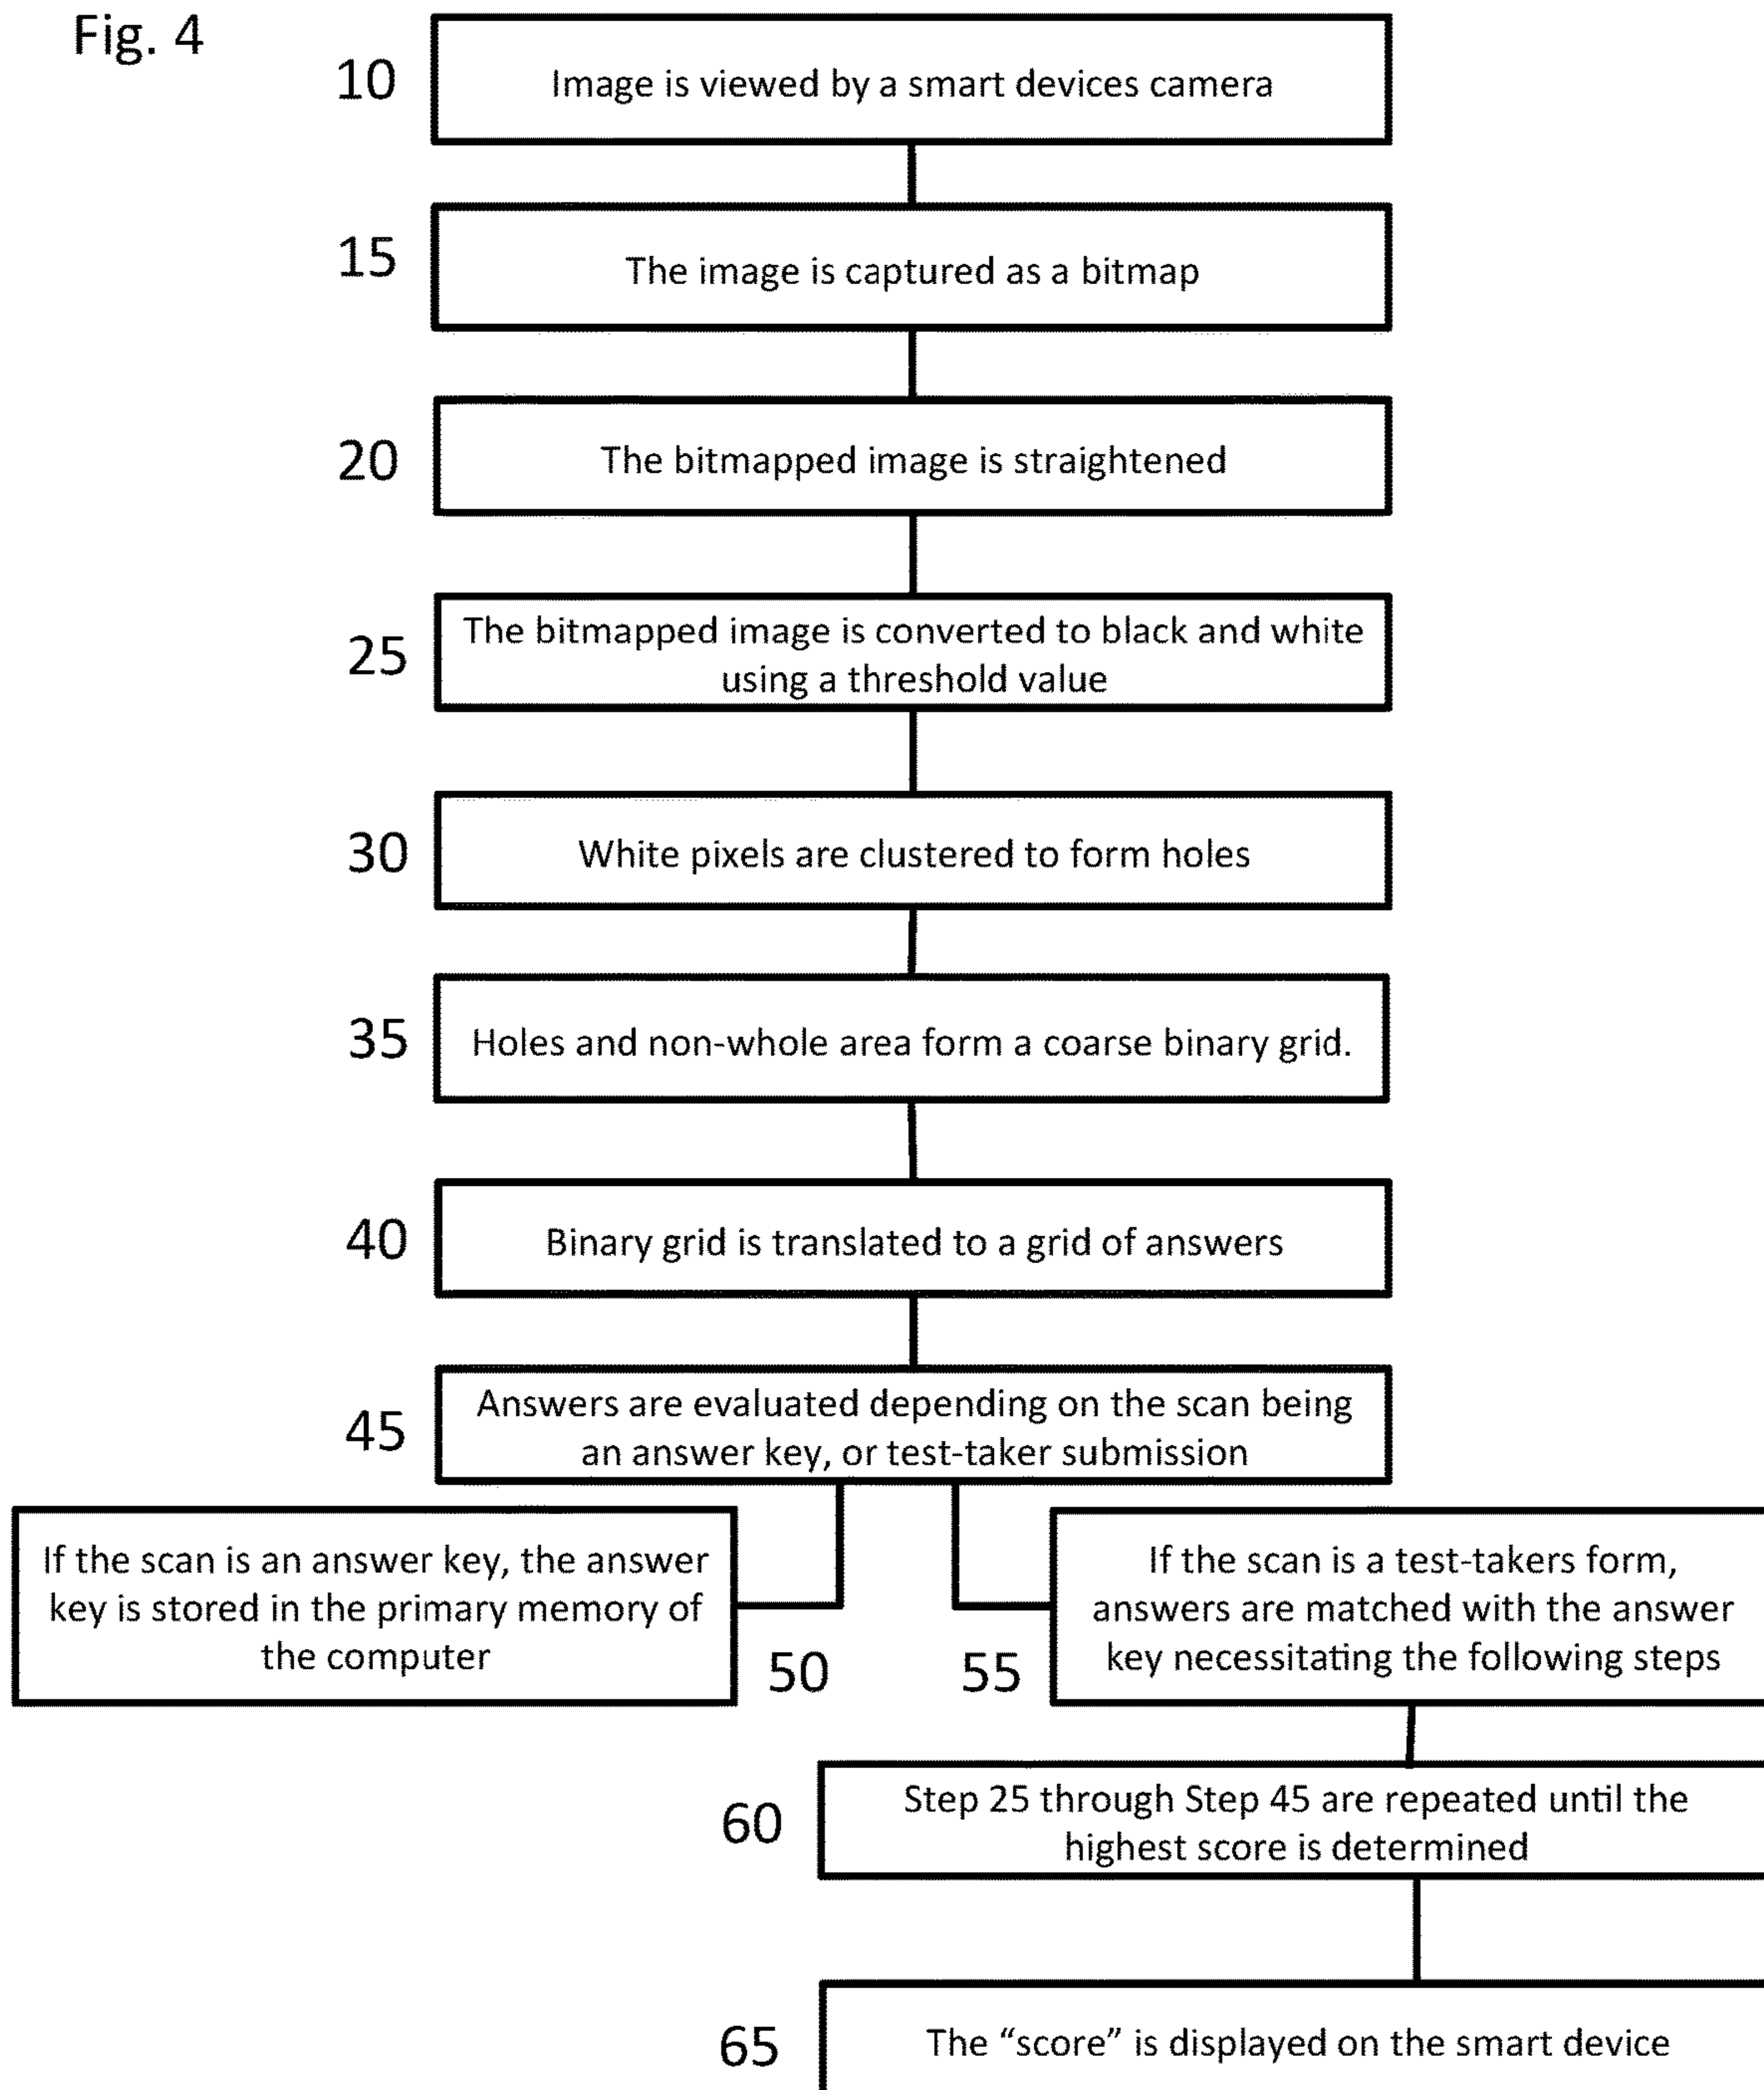 Fig. 4
10
Image is viewed by a smart devices camera
15
The image is captured as a bitmap
20
The bitmapped image is straightened
25
The bitmapped image is converted to black and white
using a threshold value
30
White pixels are clustered to form holes
35
Holes and non-whole area form a coarse binary grid.
40
Binary grid is translated to a grid of answers
45
Answers are evaluated depending on the scan being
an answer key, or test-taker submission
If the scan is an answer key, the answer
key is stored in the primary memory of
the computer
50
55
If the scan is a test-takers form,
answers are matched with the answer
key necessitating the following steps
60
Step 25 through Step 45 are repeated until the
highest score is determined
65
The “score” is displayed on the smart device